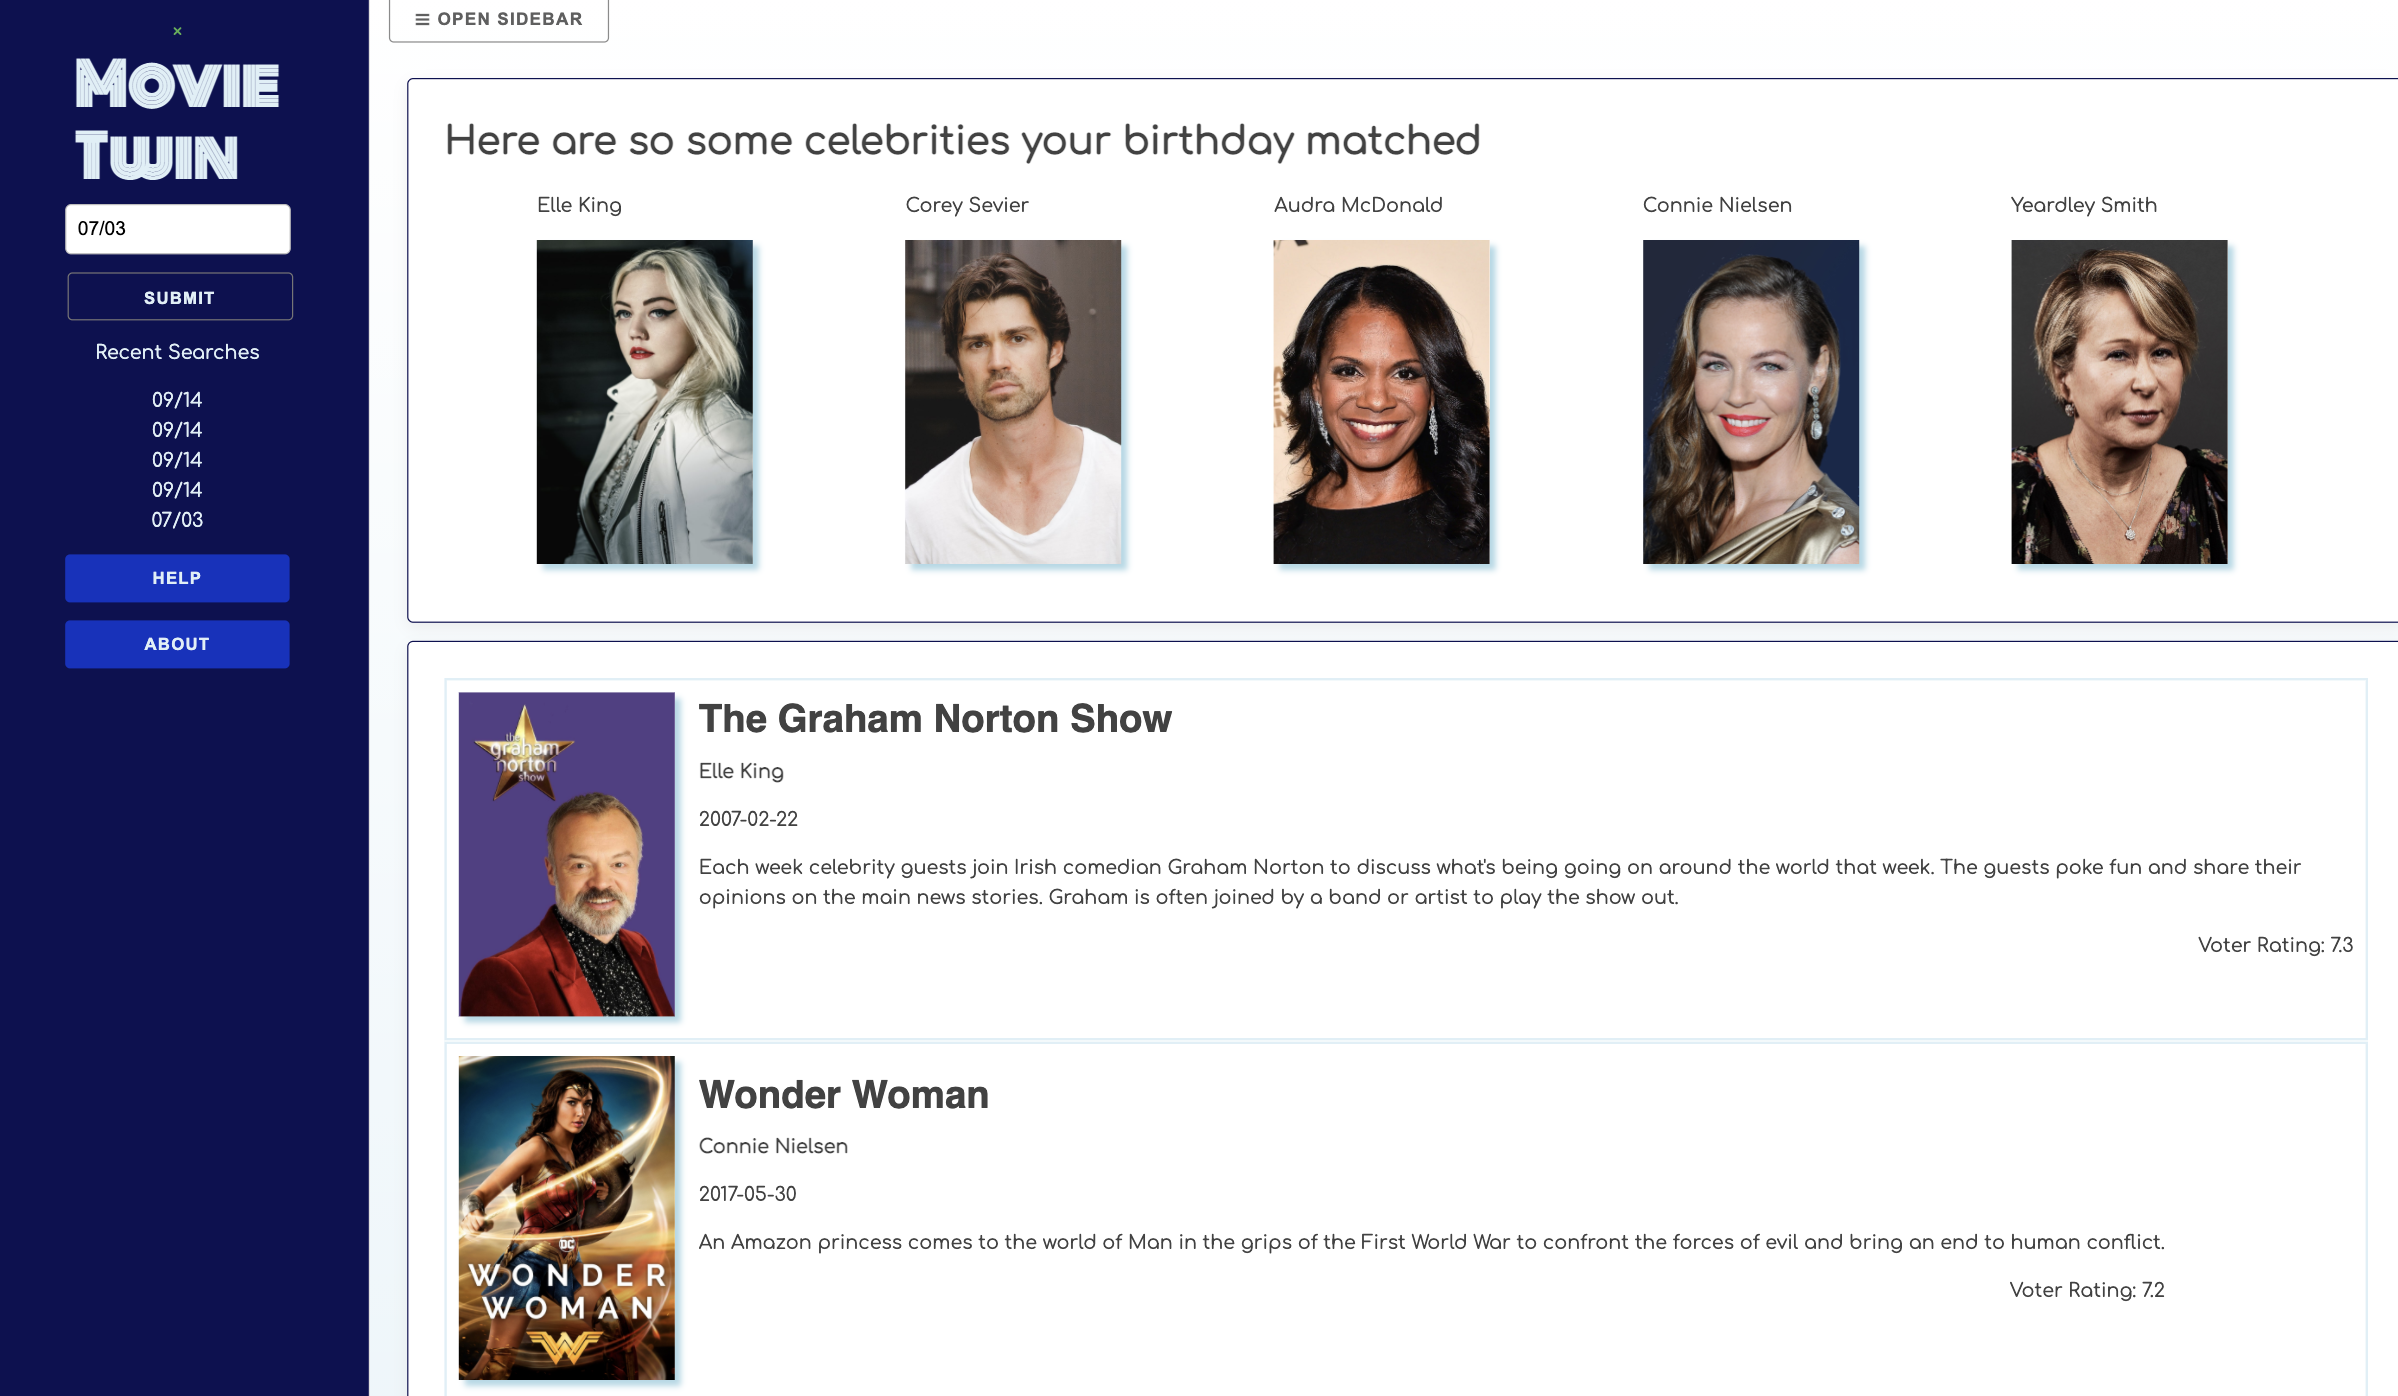 ×
MOVIE
TWIN
07/03
SUBMIT
Recent Searches
09/14
09/14
09/14
09/14
07/03
HELP
ABOUT
☰ OPEN SIDEBAR
Here are so some celebrities your birthday matched
Elle King
Corey Sevier
Audra McDonald
Connie Nielsen
Yeardley Smith
the
graham
norton
show
The Graham Norton Show
Elle King
2007-02-22
Each week celebrity guests join Irish comedian Graham Norton to discuss what's being going on around the world that week. The guests poke fun and share their
opinions on the main news stories. Graham is often joined by a band or artist to play the show out.
Voter Rating: 7.3
DC
WONDER
WOMAN
Wonder Woman
Connie Nielsen
2017-05-30
An Amazon princess comes to the world of Man in the grips of the First World War to confront the forces of evil and bring an end to human conflict.
Voter Rating: 7.2